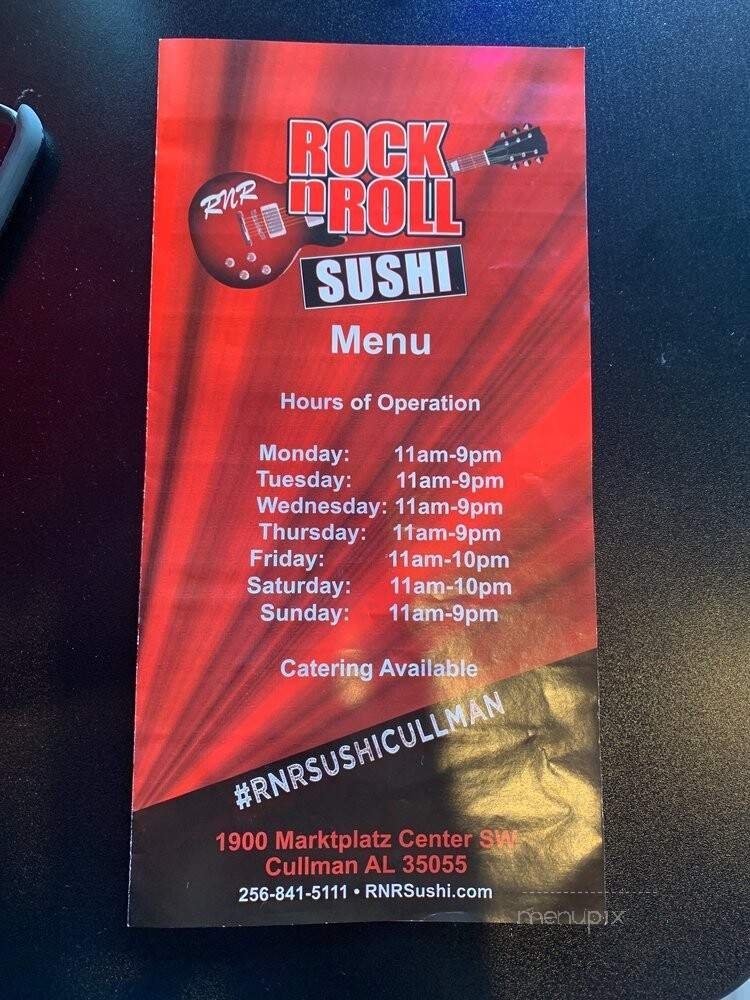 RNR
ROCK
nROLL
SUSHI
Menu
Hours of Operation
Monday: 11am-9pm
Tuesday: 11am-9pm
Wednesday: 11am-9pm
Thursday: 11am-9pm
Friday: 11am-10pm
Saturday: 11am-10pm
Sunday: 11am-9pm
Catering Available
#RNRSUSHICULLMAN
1900 Marktplatz Center SW
Cullman AL 35055
256-841-5111 • RNRSushi.com
menupix